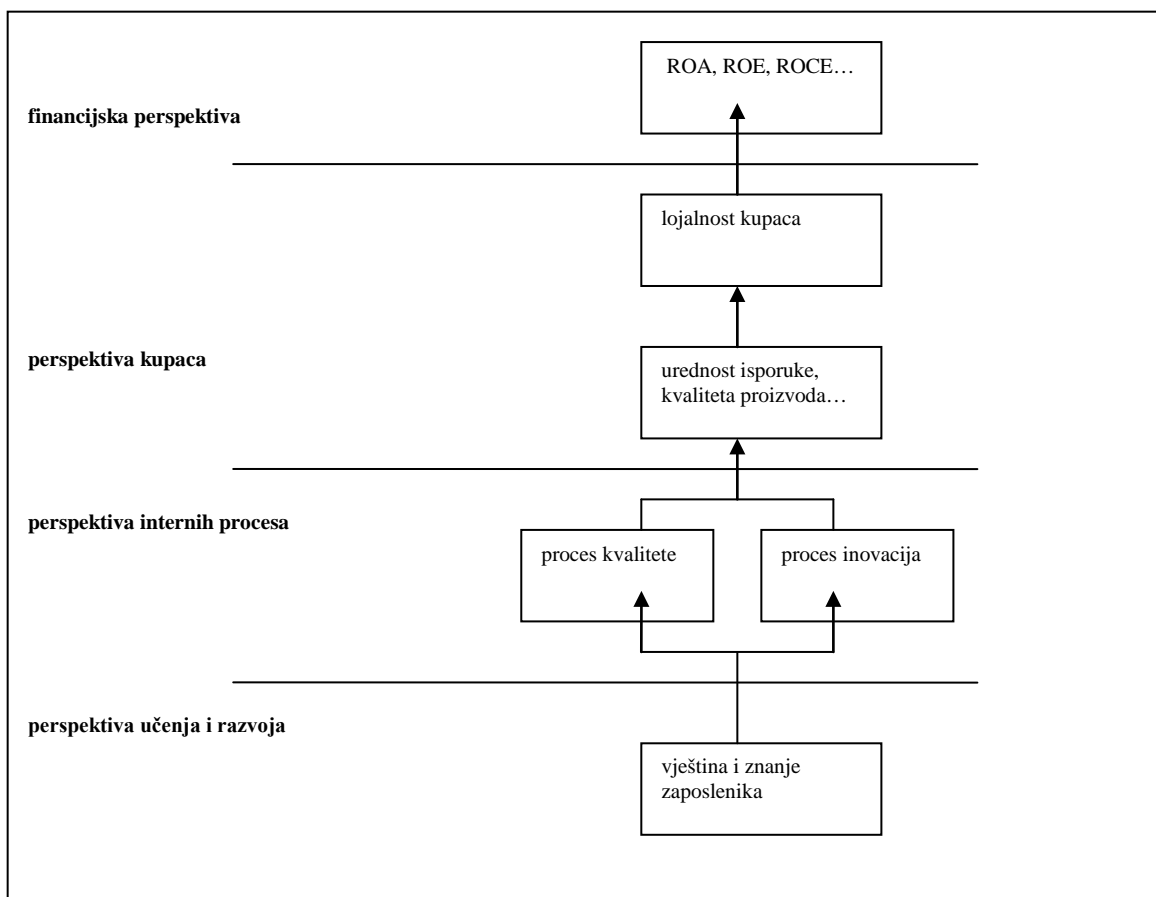 ROA, ROE, ROCE…
financijska perspektiva
lojalnost kupaca
perspektiva kupaca
urednost isporuke,
kvaliteta proizvoda…
perspektiva internih procesa
proces kvalitete
proces inovacija
perspektiva učenja i razvoja
vještina i znanje
zaposlenika